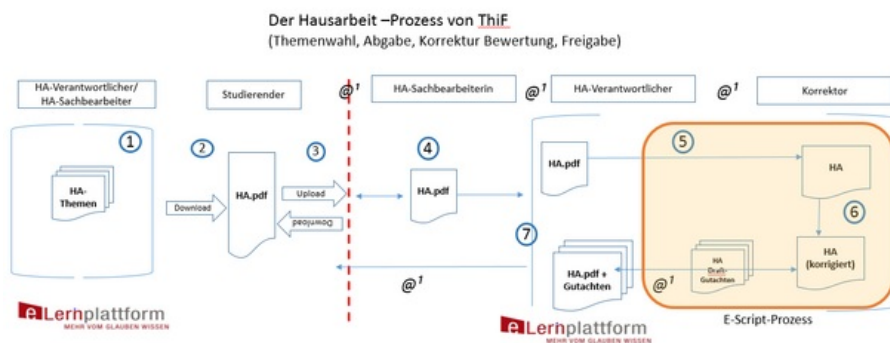 Der Hausarbeit –Prozess von ThiF
(Themenwahl, Abgabe, Korrektur Bewertung, Freigabe)
HA-Verantwortlicher/
HA-Sachbearbeiter
Studierender
@¹
HA-Sachbearbeiterin
@¹
HA-Verantwortlicher
@¹
Korrektor
1
2
3
4
5
6
7
HA-
Themen
Download
HA.pdf
Upload
Download
HA.pdf
HA.pdf
HA
HA
(korrigiert)
HA
Draft-
Gutachten
@¹
HA.pdf +
Gutachten
@¹
E-Script-Prozess
eLernplattform
MEHR VOM GLAUBEN WISSEN
eLernplattform
MEHR VOM GLAUBEN WISSEN